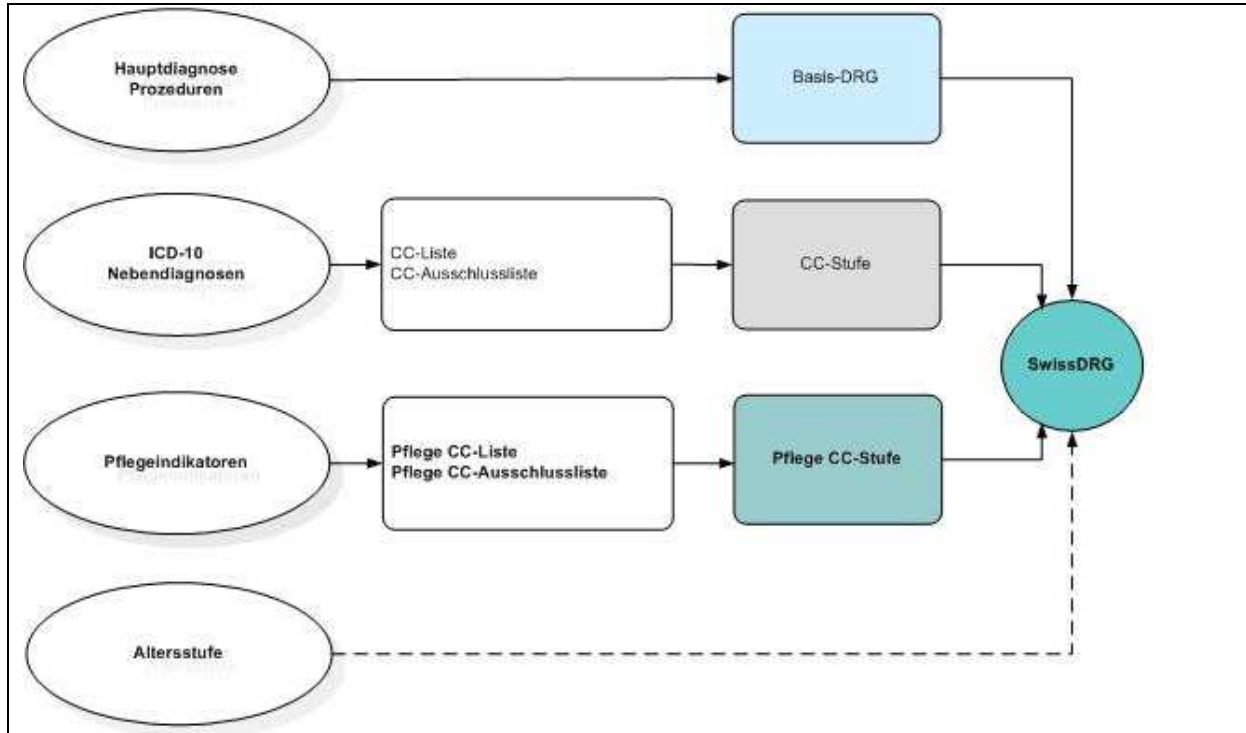 Hauptdiagnose
Prozeduren
Basis-DRG
ICD-10
Nebendiagnosen
CC-Liste
CC-Ausschlussliste
CC-Stufe
SwissDRG
Pflegeindikatoren
Pflege CC-Liste
Pflege CC-Ausschlussliste
Pflege CC-Stufe
Altersstufe